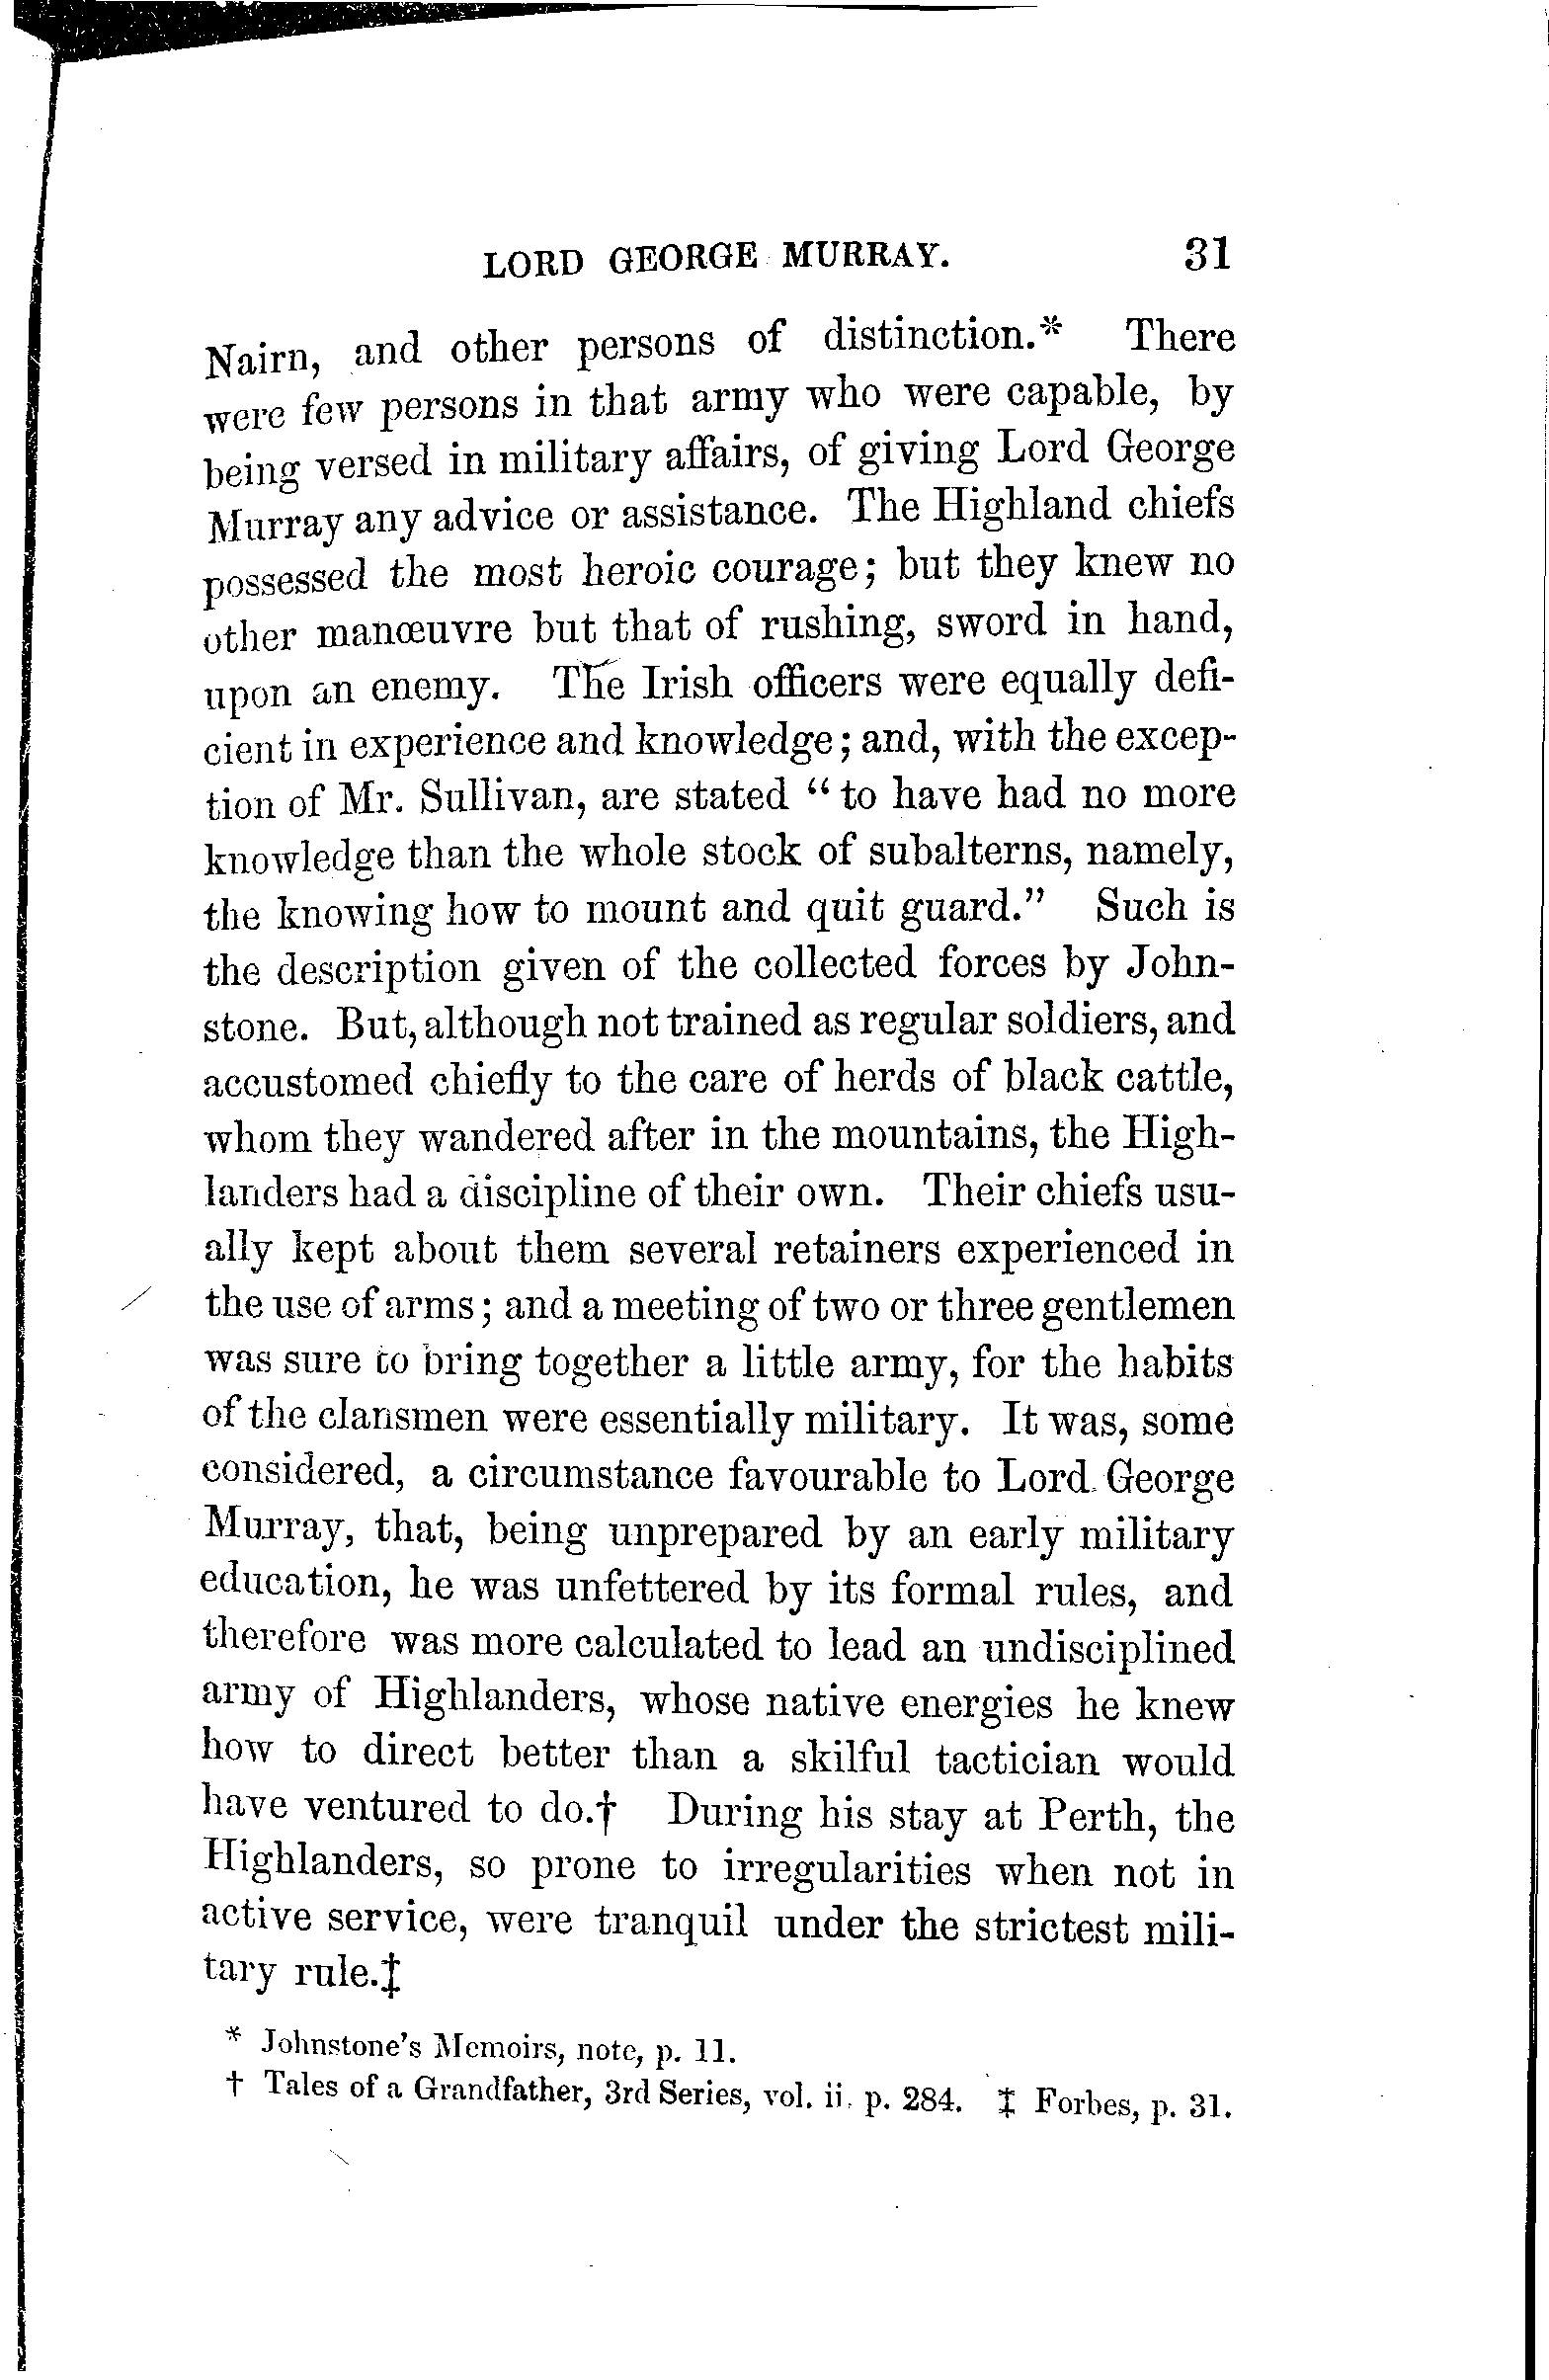 LORD GEORGE MURRAY. 31
Nairn, and other persons of distinction.* There
were few persons in that army who were capable, by
being versed in military affairs, of giving Lord George
Murray any advice or assistance. The Highland chiefs
possessed the most heroic courage; but they knew no
other manœuvre but that of rushing, sword in hand,
upon an enemy. The Irish officers were equally defi-
cient in experience and knowledge; and, with the excep-
tion of Mr. Sullivan, are stated "to have had no more
knowledge than the whole stock of subalterns, namely,
the knowing how to mount and quit guard." Such is
the description given of the collected forces by John-
stone. But, although not trained as regular soldiers, and
accustomed chiefly to the care of herds of black cattle,
whom they wandered after in the mountains, the High-
landers had a discipline of their own. Their chiefs usu-
ally kept about them several retainers experienced in
the use of arms; and a meeting of two or three gentlemen
was sure to bring together a little army, for the habits
of the clansmen were essentially military. It was, some
considered, a circumstance favourable to Lord George
Murray, that, being unprepared by an early military
education, he was unfettered by its formal rules, and
therefore was more calculated to lead an undisciplined
army of Highlanders, whose native energies he knew
how to direct better than a skilful tactician would
have ventured to do.† During his stay at Perth, the
Highlanders, so prone to irregularities when not in
active service, were tranquil under the strictest mili-
tary rule.‡
* Johnstone's Memoirs, note, p. 11.
† Tales of a Grandfather, 3rd Series, vol. ii. p. 284. ‡ Forbes, p. 31.